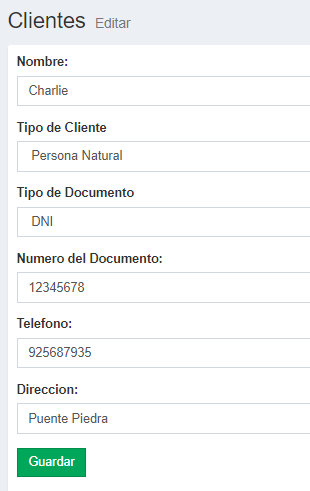 Clientes Editar
Nombre:
Charlie
Tipo de Cliente
Persona Natural
Tipo de Documento
DNI
Numero del Documento:
12345678
Telefono:
925687935
Direccion:
Puente Piedra
Guardar